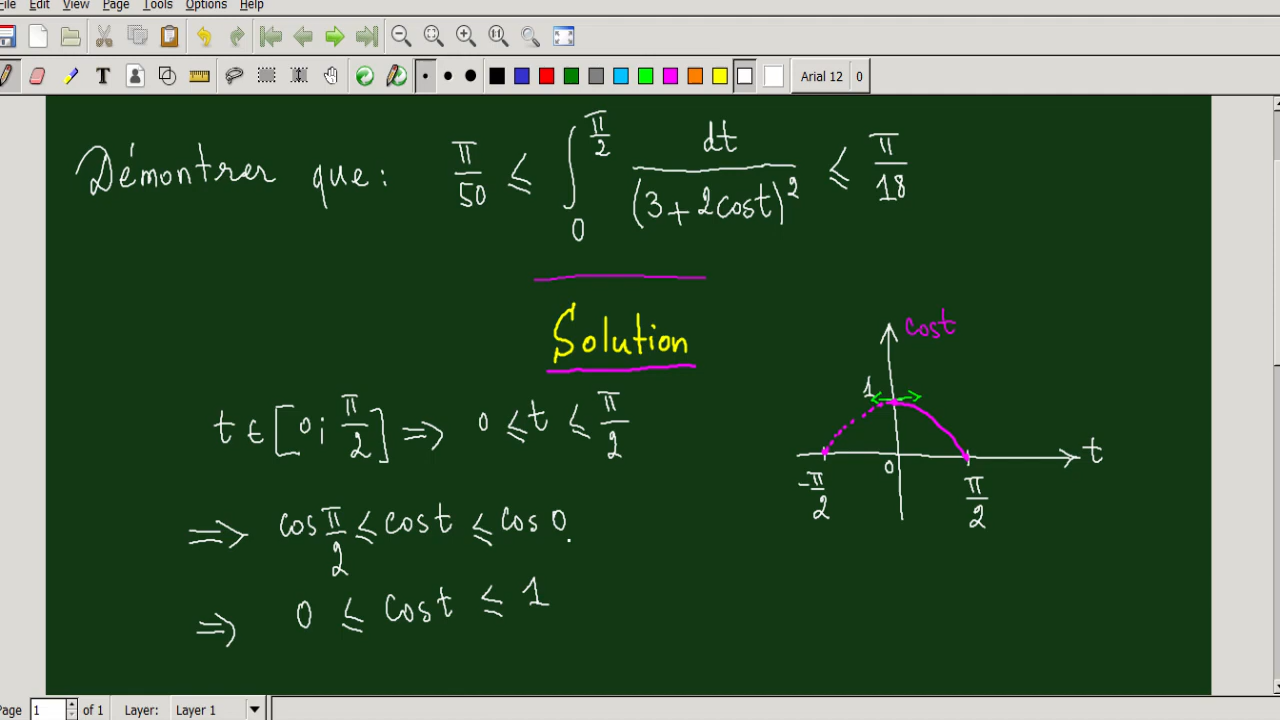 File Edit View Page Tools Options Help
T Arial 12 0
Démontrer que : π/50 ≤ ∫₀^(π/2) dt/(3+2cost)² ≤ π/18
Solution
t ∈ [0; π/2] ⇒ 0 ≤ t ≤ π/2
⇒ cos π/2 ≤ cos t ≤ cos 0
⇒ 0 ≤ cos t ≤ 1
cost
1
t
-π/2 0 π/2
Page 1 of 1 Layer: Layer 1